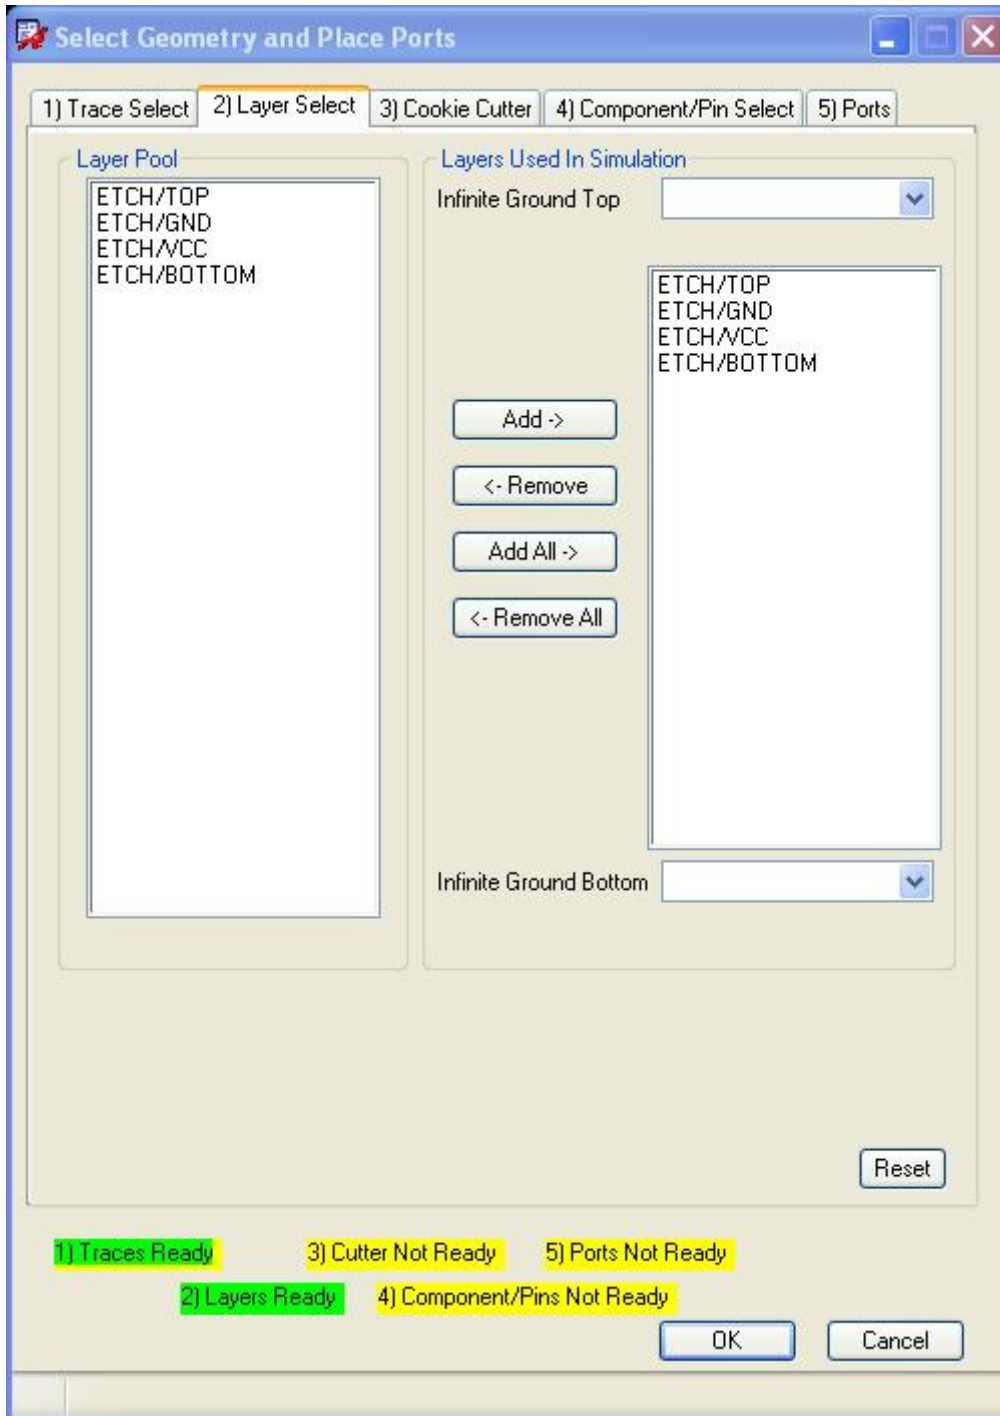 Select Geometry and Place Ports
1) Trace Select 2) Layer Select 3) Cookie Cutter 4) Component/Pin Select 5) Ports
Layer Pool
ETCH/TOP
ETCH/GND
ETCH/VCC
ETCH/BOTTOM
Layers Used In Simulation
Infinite Ground Top
ETCH/TOP
ETCH/GND
ETCH/VCC
ETCH/BOTTOM
Add ->
<- Remove
Add All ->
<- Remove All
Infinite Ground Bottom
Reset
1) Traces Ready 3) Cutter Not Ready 5) Ports Not Ready
2) Layers Ready 4) Component/Pins Not Ready
OK Cancel